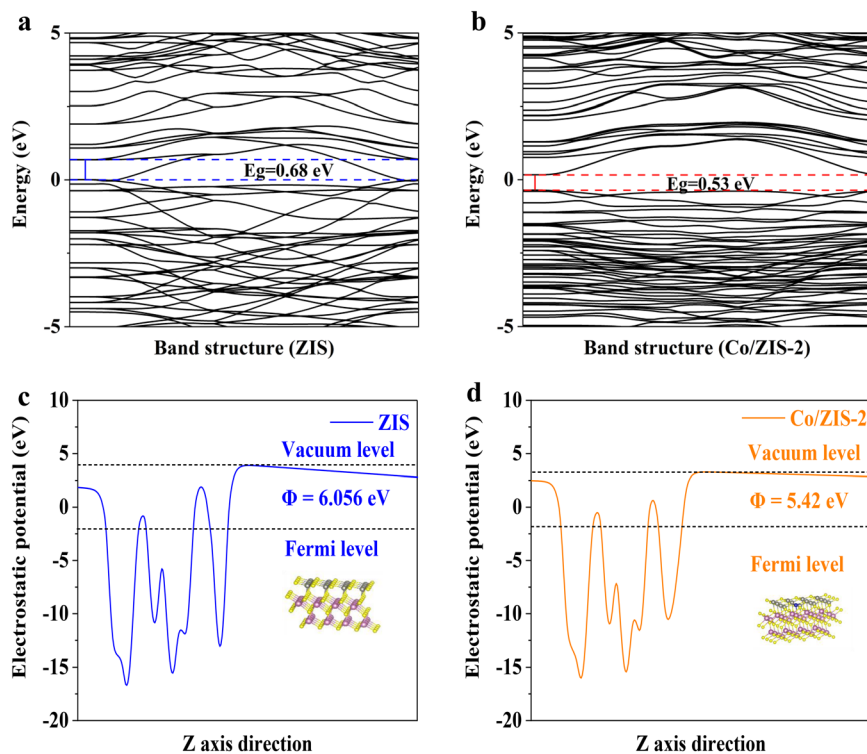 a
5
0
-5
Energy (eV)
Eg=0.68 eV
Band structure (ZIS)
b
5
0
-5
Energy (eV)
Eg=0.53 eV
Band structure (Co/ZIS-2)
c
10
5
0
-5
-10
-15
-20
Electrostatic potential (eV)
ZIS
Vacuum level
Φ = 6.056 eV
Fermi level
Z axis direction
d
10
5
0
-5
-10
-15
-20
Electrostatic potential (eV)
Co/ZIS-2
Vacuum level
Φ = 5.42 eV
Fermi level
Z axis direction